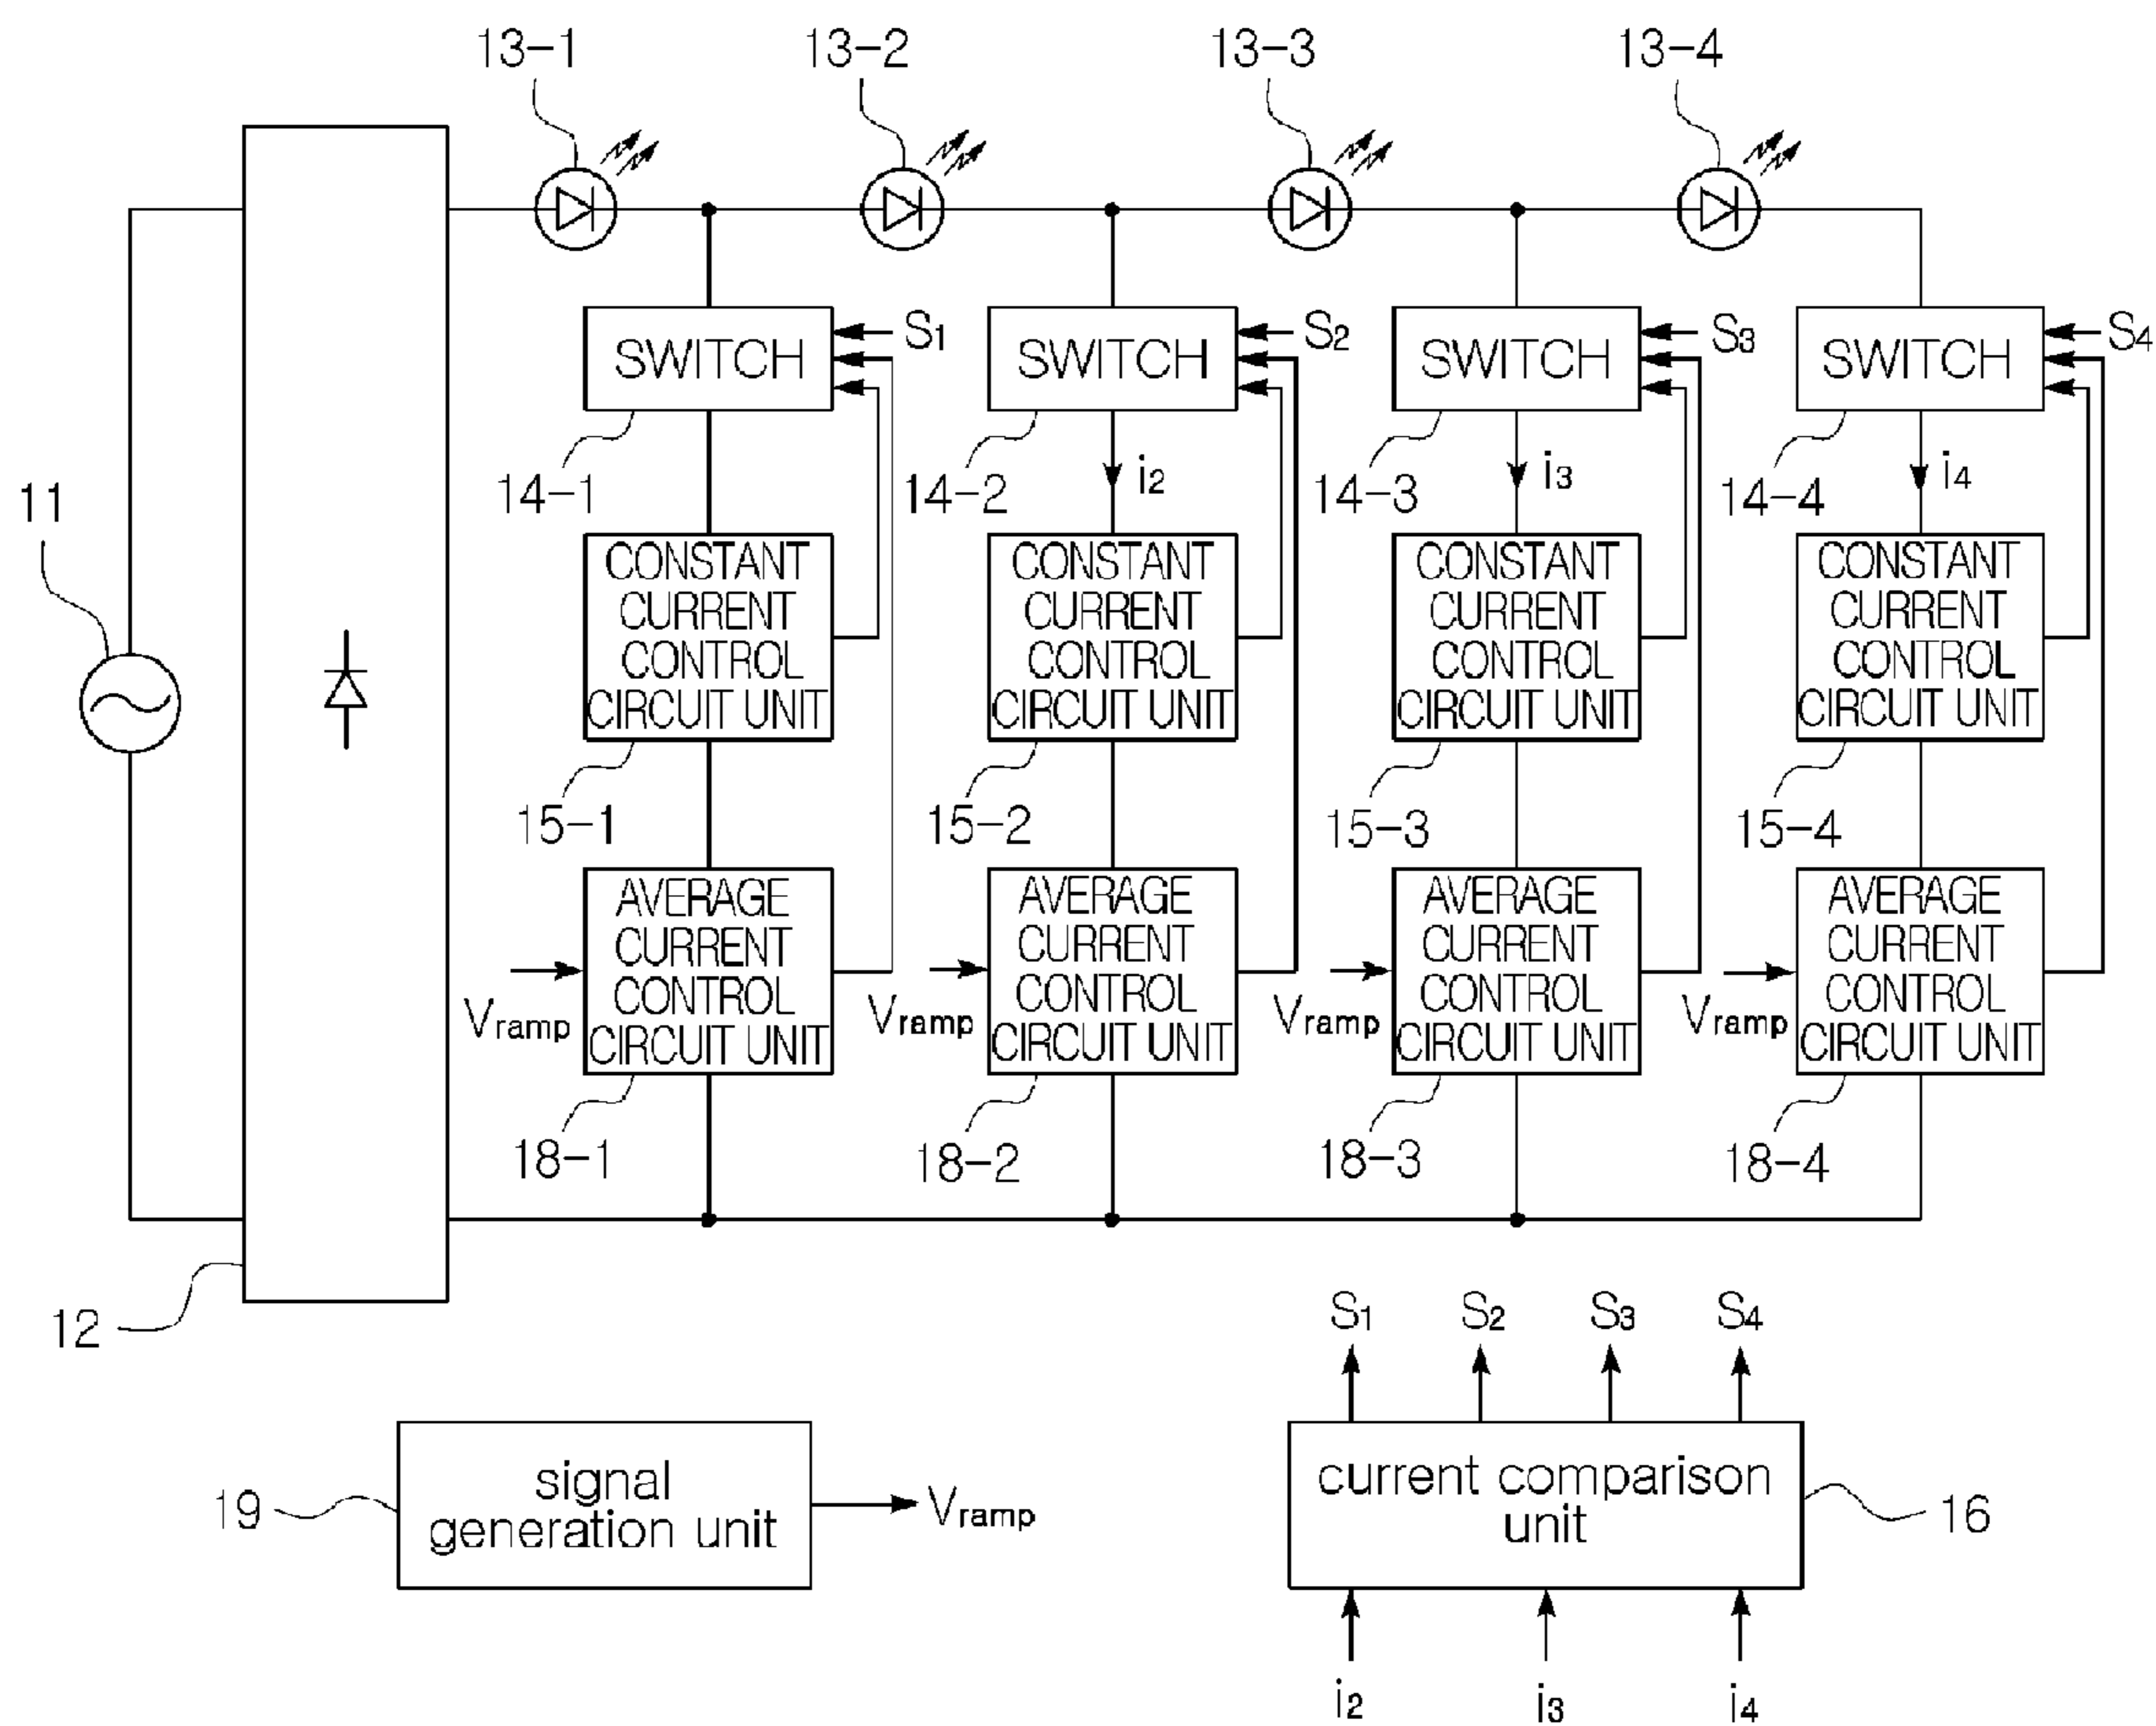 13-1
13-2
13-3
13-4
SWITCH
S1
SWITCH
S2
SWITCH
S3
SWITCH
S4
14-1
14-2
i2
14-3
i3
14-4
i4
11
CONSTANT
CURRENT
CONTROL
CIRCUIT UNIT
CONSTANT
CURRENT
CONTROL
CIRCUIT UNIT
CONSTANT
CURRENT
CONTROL
CIRCUIT UNIT
CONSTANT
CURRENT
CONTROL
CIRCUIT UNIT
15-1
15-2
15-3
15-4
Vramp
AVERAGE
CURRENT
CONTROL
CIRCUIT UNIT
Vramp
AVERAGE
CURRENT
CONTROL
CIRCUIT UNIT
Vramp
AVERAGE
CURRENT
CONTROL
CIRCUIT UNIT
Vramp
AVERAGE
CURRENT
CONTROL
CIRCUIT UNIT
18-1
18-2
18-3
18-4
12
S1
S2
S3
S4
19
signal
generation unit
Vramp
current comparison
unit
16
i2
i3
i4